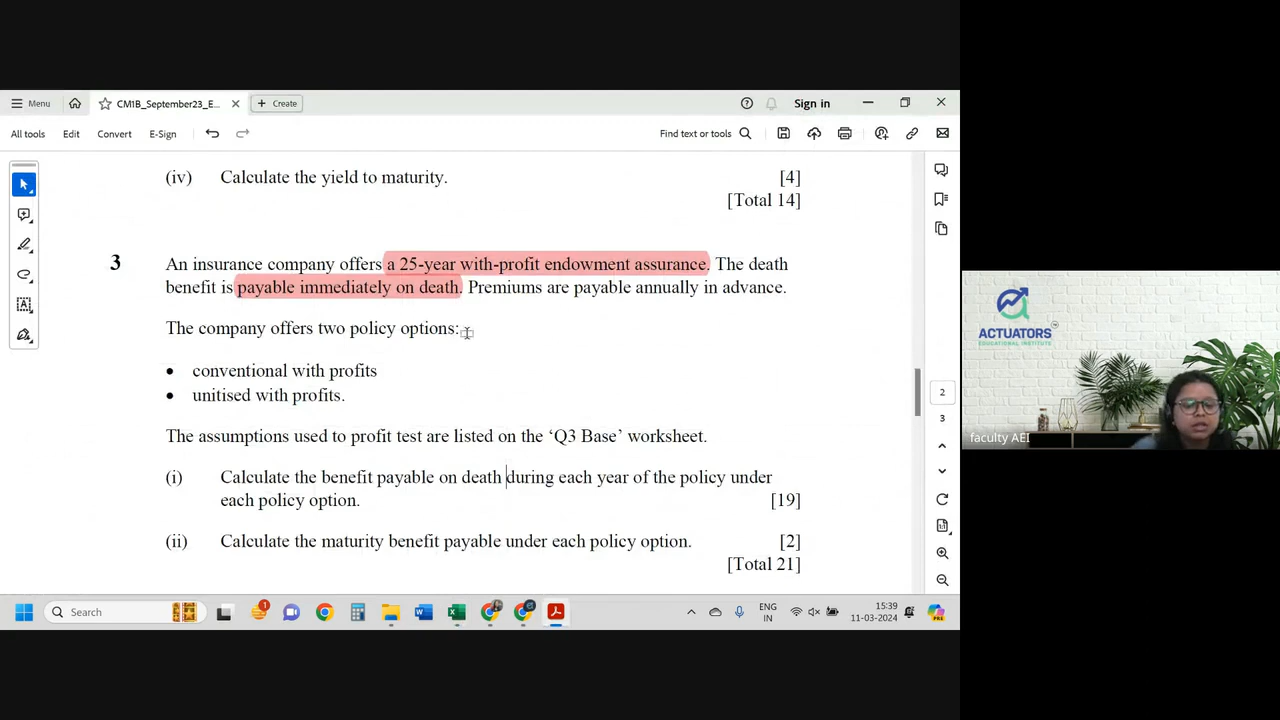 Menu
CM1B_September23_E...
Create
Sign in
All tools
Edit
Convert
E-Sign
Find text or tools
(iv) Calculate the yield to maturity. [4]
[Total 14]
3 An insurance company offers a 25-year with-profit endowment assurance. The death
benefit is payable immediately on death. Premiums are payable annually in advance.
The company offers two policy options:
• conventional with profits
• unitised with profits.
The assumptions used to profit test are listed on the ‘Q3 Base’ worksheet.
(i) Calculate the benefit payable on death during each year of the policy under
each policy option. [19]
(ii) Calculate the maturity benefit payable under each policy option. [2]
[Total 21]
2
3
ACTUATORS
EDUCATIONAL INSTITUTE
faculty AEI
Search
1
ENG
IN
15:39
11-03-2024